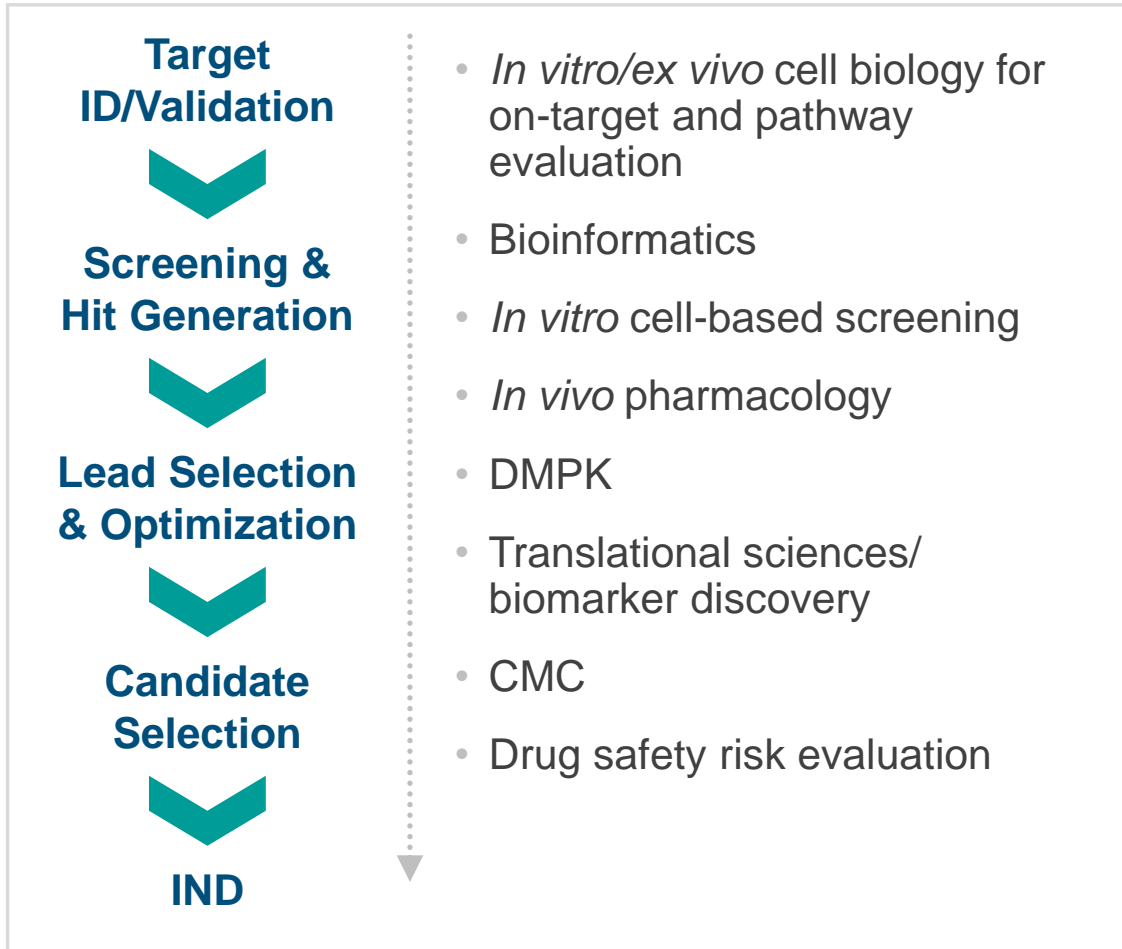 Target
ID/Validation
Screening &
Hit Generation
Lead Selection
& Optimization
Candidate
Selection
IND
• In vitro/ex vivo cell biology for
on-target and pathway
evaluation
• Bioinformatics
• In vitro cell-based screening
• In vivo pharmacology
• DMPK
• Translational sciences/
biomarker discovery
• CMC
• Drug safety risk evaluation